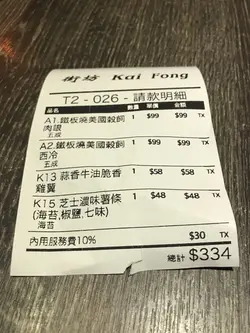 街坊 Kai Fong
T2 - 026 - 請款明細
品名 數量 單價 金額
A1.鐵板燒美國穀飼 1 $99 $99 TX
肉眼
五成
A2.鐵板燒美國穀飼 1 $99 $99 TX
西冷
五成
K13 蒜香牛油脆香 1 $58 $58 TX
雞翼
K15 芝士濃味薯條 1 $48 $48 TX
(海苔,椒鹽,七味)
海苔
內用服務費10% $30 TX
總計 $334